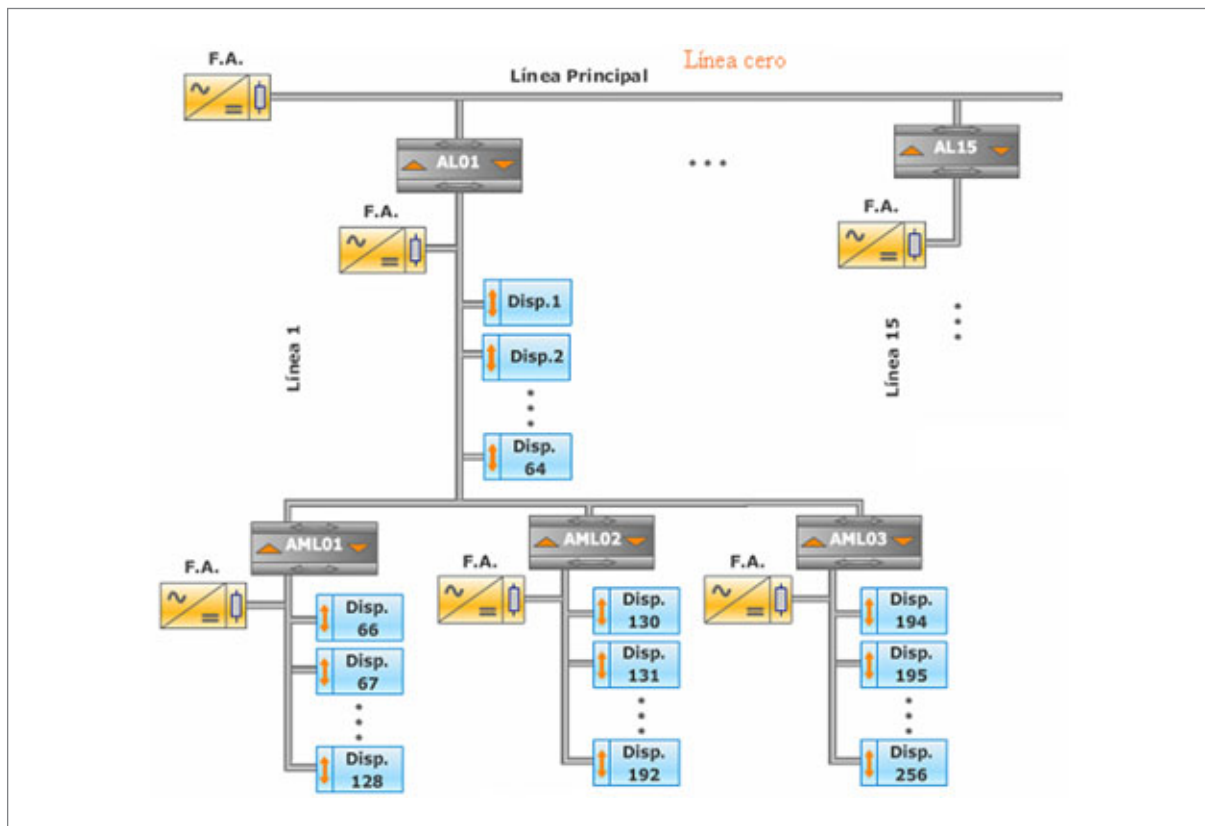 F.A.
Línea Principal
Línea cero
AL01
AL15
F.A.
F.A.
Disp.1
Disp.2
Disp.
64
Línea 1
Línea 15
AML01
AML02
AML03
F.A.
F.A.
F.A.
Disp.
66
Disp.
67
Disp.
128
Disp.
130
Disp.
131
Disp.
192
Disp.
194
Disp.
195
Disp.
256